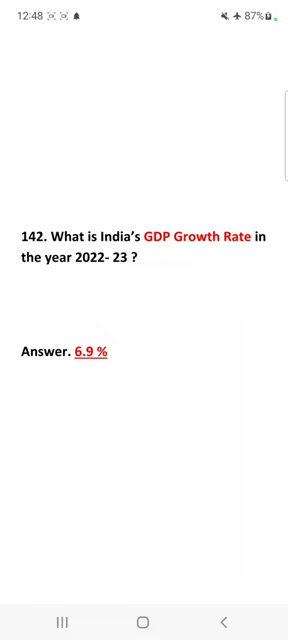 12:48 87%
142. What is India's GDP Growth Rate in
the year 2022- 23 ?
Answer. 6.9 %